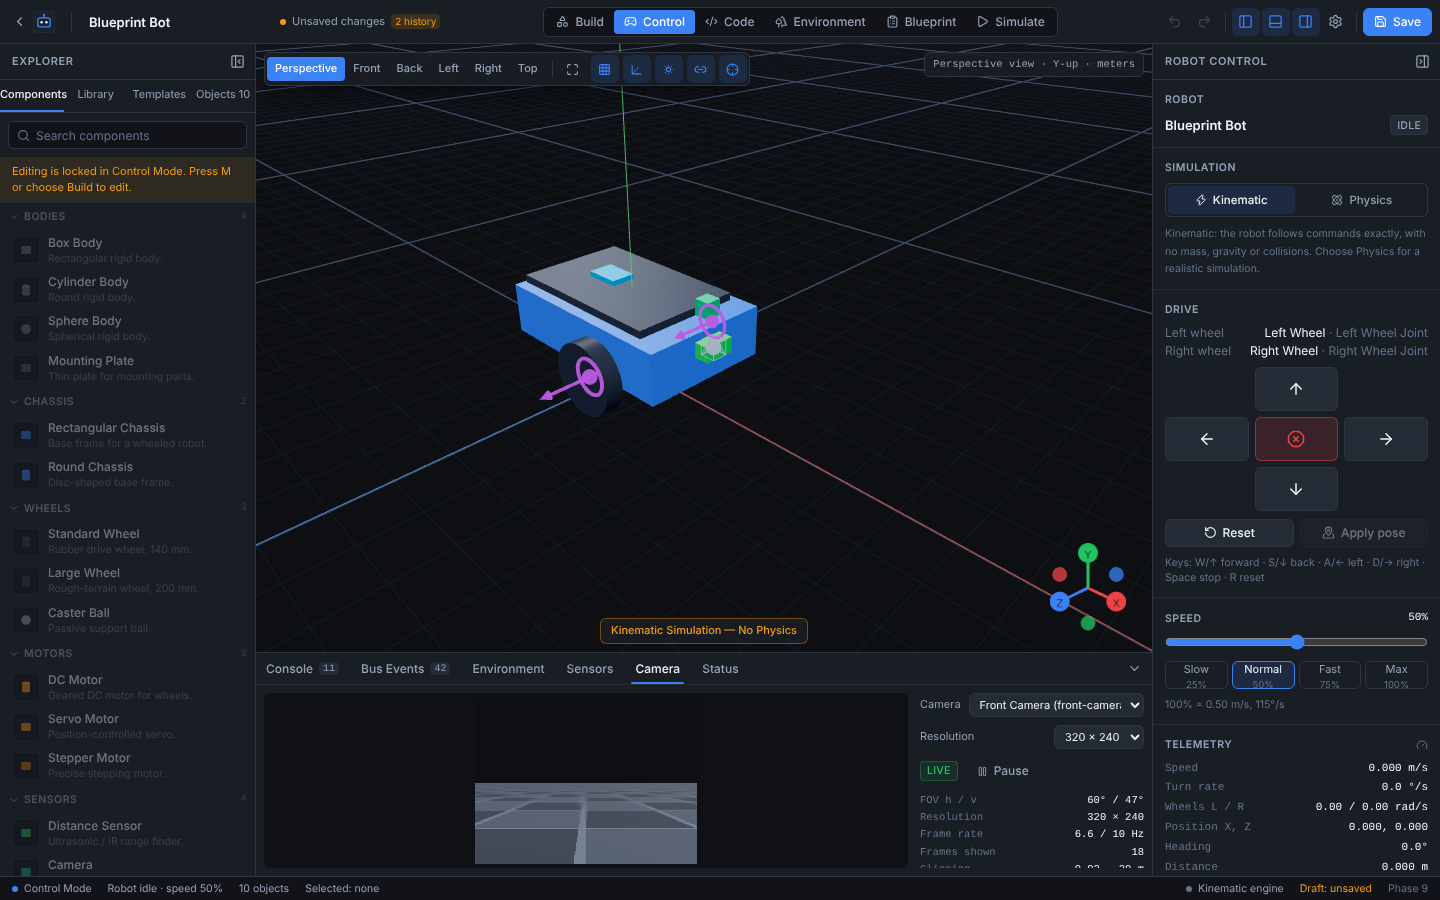 Blueprint Bot
Unsaved changes 2 history
Build
Control
Code
Environment
Blueprint
Simulate
Save
EXPLORER
Components
Library
Templates
Objects 10
Search components
Editing is locked in Control Mode. Press M
or choose Build to edit.
BODIES 4
Box Body
Rectangular rigid body.
Cylinder Body
Round rigid body.
Sphere Body
Spherical rigid body.
Mounting Plate
Thin plate for mounting parts.
CHASSIS 2
Rectangular Chassis
Base frame for a wheeled robot.
Round Chassis
Disc-shaped base frame.
WHEELS 3
Standard Wheel
Rubber drive wheel, 140 mm.
Large Wheel
Rough-terrain wheel, 200 mm.
Caster Ball
Passive support ball.
MOTORS 3
DC Motor
Geared DC motor for wheels.
Servo Motor
Position-controlled servo.
Stepper Motor
Precise stepping motor.
SENSORS 4
Distance Sensor
Ultrasonic / IR range finder.
Camera
Perspective
Front
Back
Left
Right
Top
Perspective view · Y-up · meters
Y
Z
X
Kinematic Simulation — No Physics
Console 11
Bus Events 42
Environment
Sensors
Camera
Status
Camera Front Camera (front-camera
Resolution 320 × 240
LIVE Pause
FOV h / v 60° / 47°
Resolution 320 × 240
Frame rate 6.6 / 10 Hz
Frames shown 18
ROBOT CONTROL
ROBOT
Blueprint Bot IDLE
SIMULATION
Kinematic
Physics
Kinematic: the robot follows commands exactly, with
no mass, gravity or collisions. Choose Physics for a
realistic simulation.
DRIVE
Left wheel Left Wheel · Left Wheel Joint
Right wheel Right Wheel · Right Wheel Joint
Reset
Apply pose
Keys: W/↑ forward · S/↓ back · A/← left · D/→ right ·
Space stop · R reset
SPEED 50%
Slow
25%
Normal
50%
Fast
75%
Max
100%
100% = 0.50 m/s, 115°/s
TELEMETRY
Speed 0.000 m/s
Turn rate 0.0 °/s
Wheels L / R 0.00 / 0.00 rad/s
Position X, Z 0.000, 0.000
Heading 0.0°
Distance 0.000 m
Control Mode
Robot idle · speed 50%
10 objects
Selected: none
Kinematic engine
Draft: unsaved
Phase 9